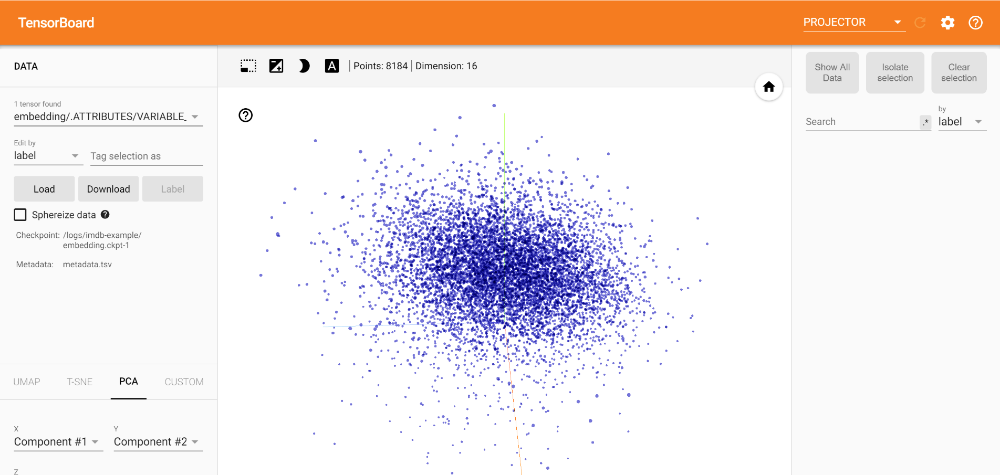 TensorBoard
PROJECTOR
DATA
Points: 8184 | Dimension: 16
Show All
Data
Isolate
selection
Clear
selection
1 tensor found
embedding/.ATTRIBUTES/VARIABLE_
Edit by
label
Tag selection as
Load
Download
Label
Sphereize data
Checkpoint: /logs/imdb-example/
embedding.ckpt-1
Metadata: metadata.tsv
Search
.*
by
label
UMAP
T-SNE
PCA
CUSTOM
X
Component #1
Y
Component #2
Z